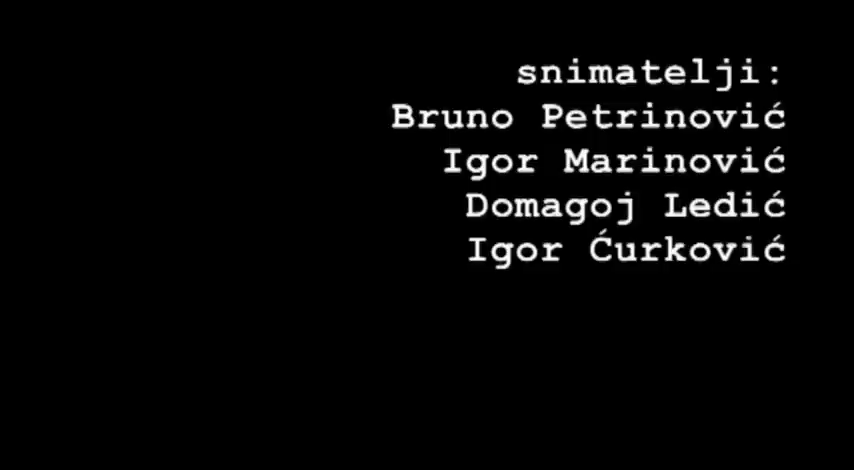 snimatelji:
Bruno Petrinović
Igor Marinović
Domagoj Ledić
Igor Ćurković